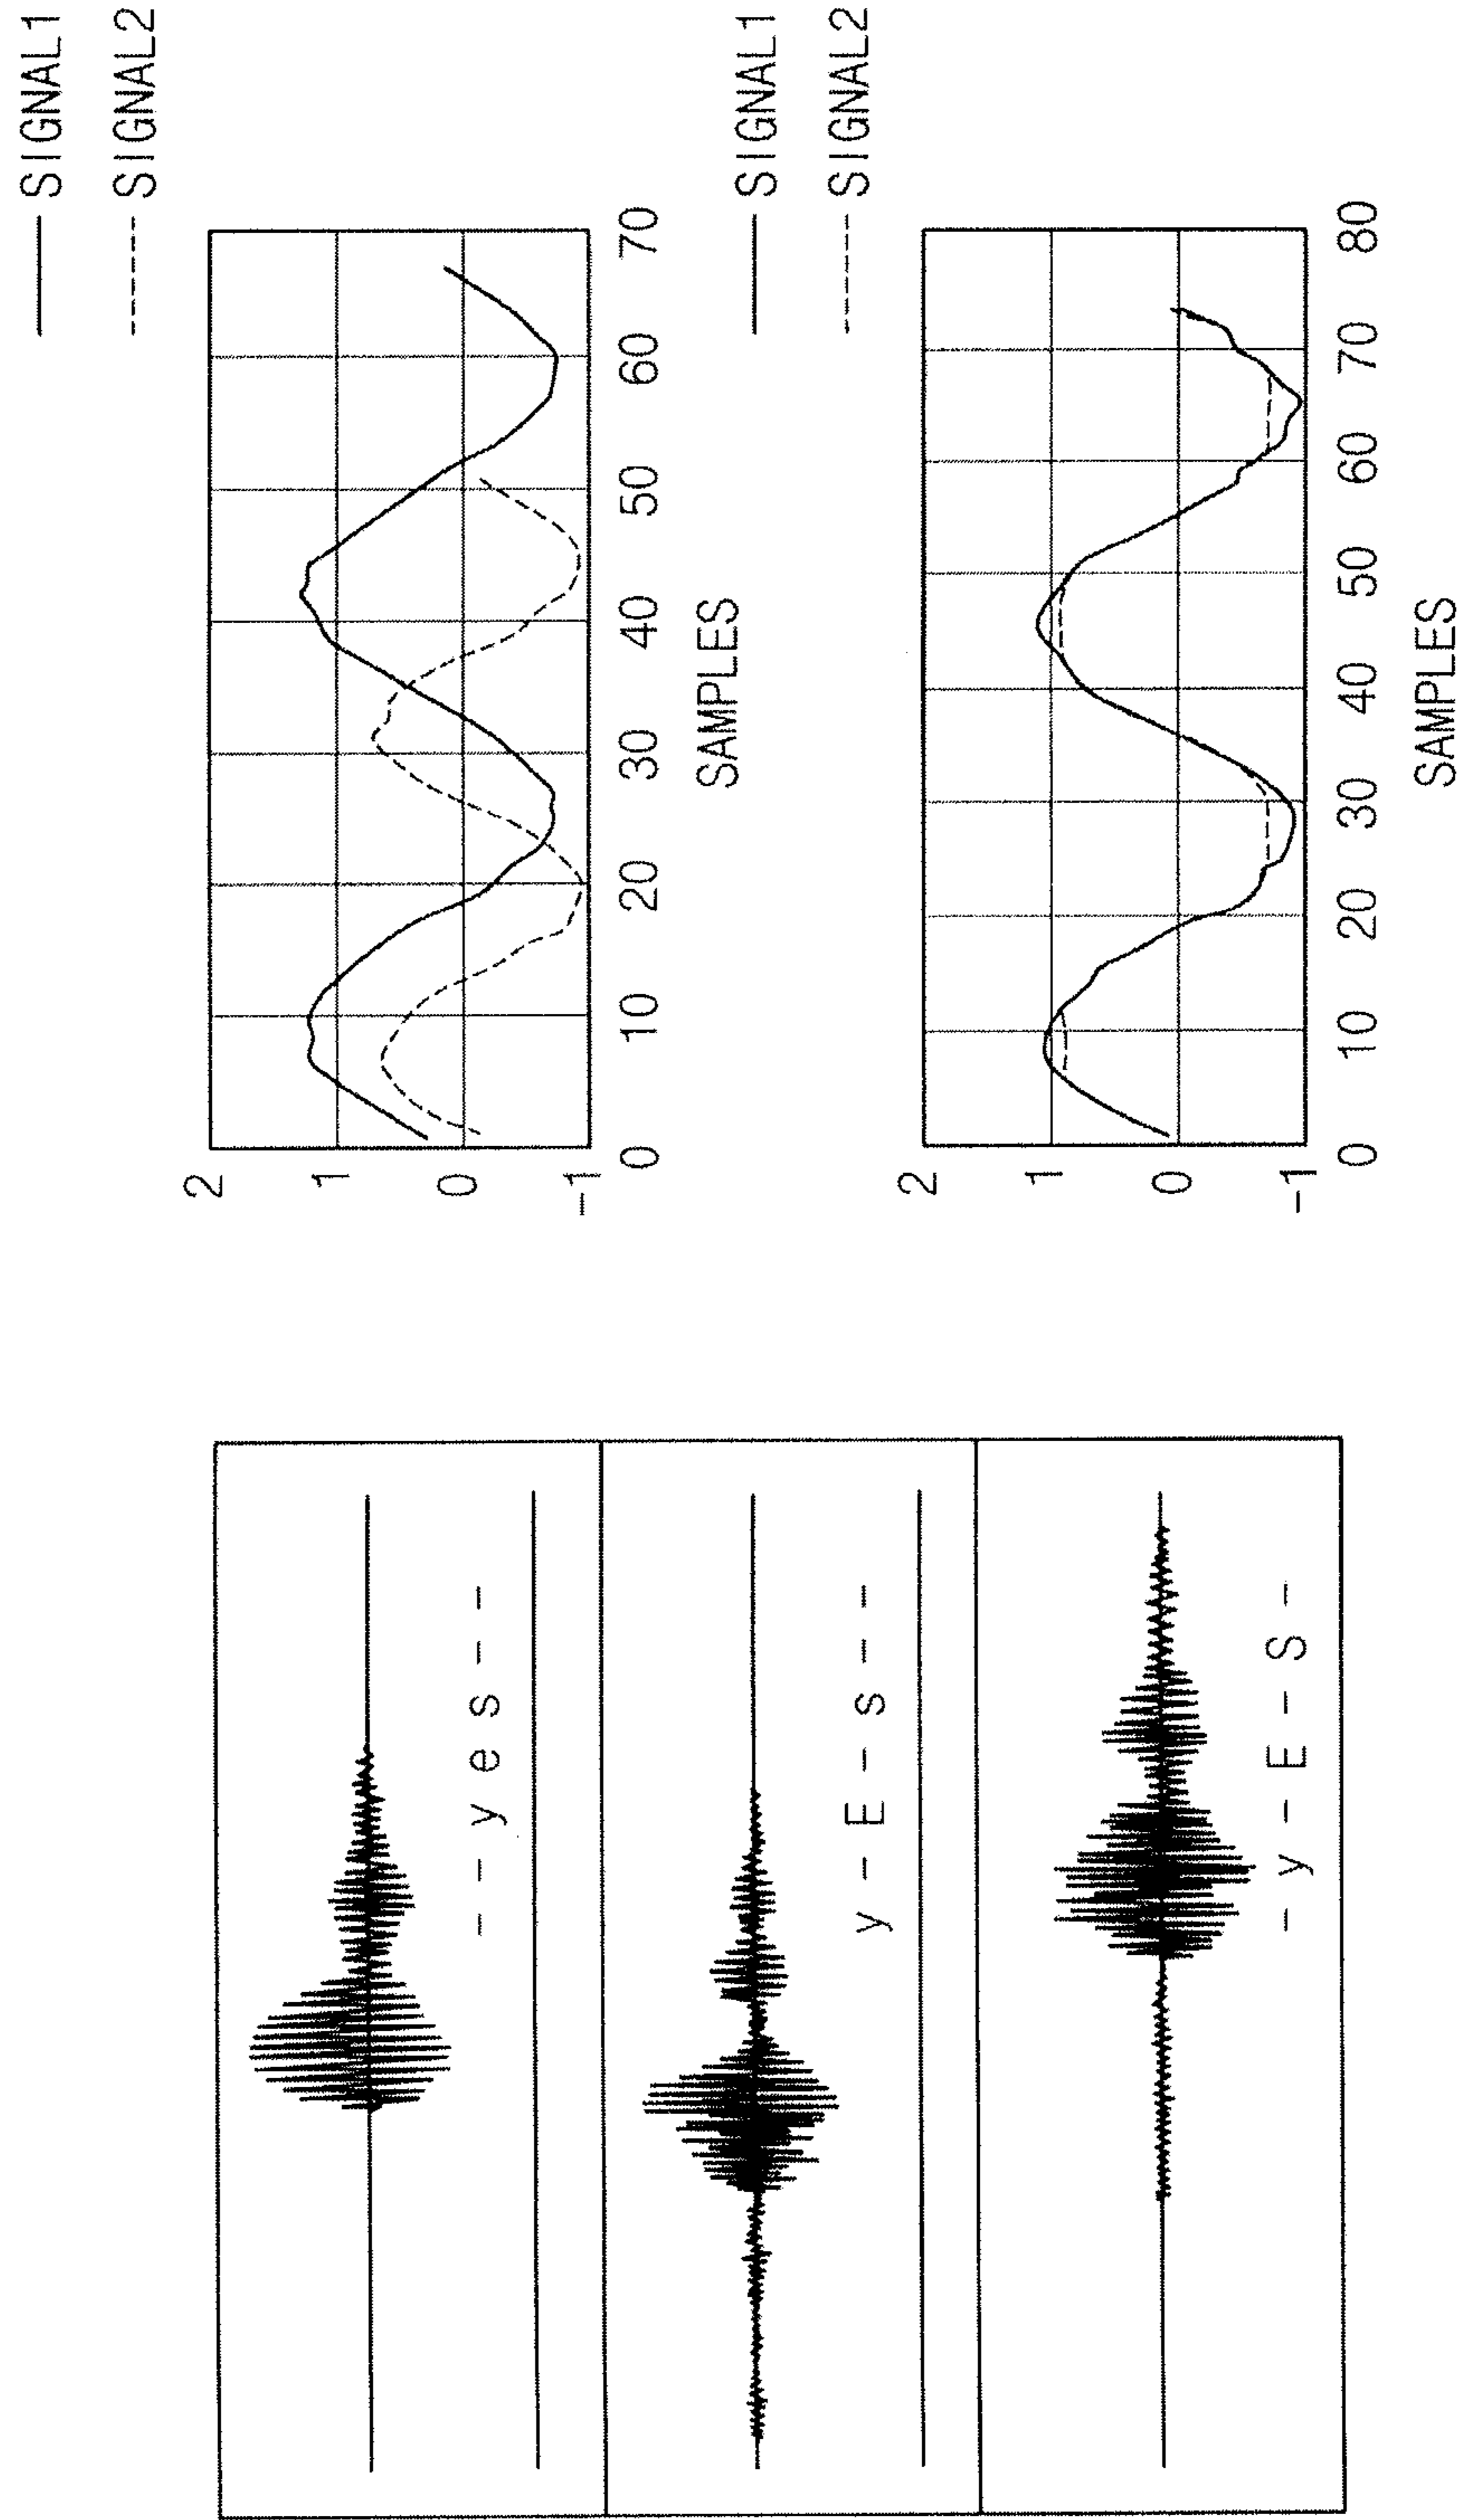 - - y e s - -
y - E - s - -
- y - E - S -
SIGNAL1
SIGNAL2
2
1
0
-1
0 10 20 30 40 50 60 70
SAMPLES
SIGNAL1
SIGNAL2
2
1
0
-1
0 10 20 30 40 50 60 70 80
SAMPLES